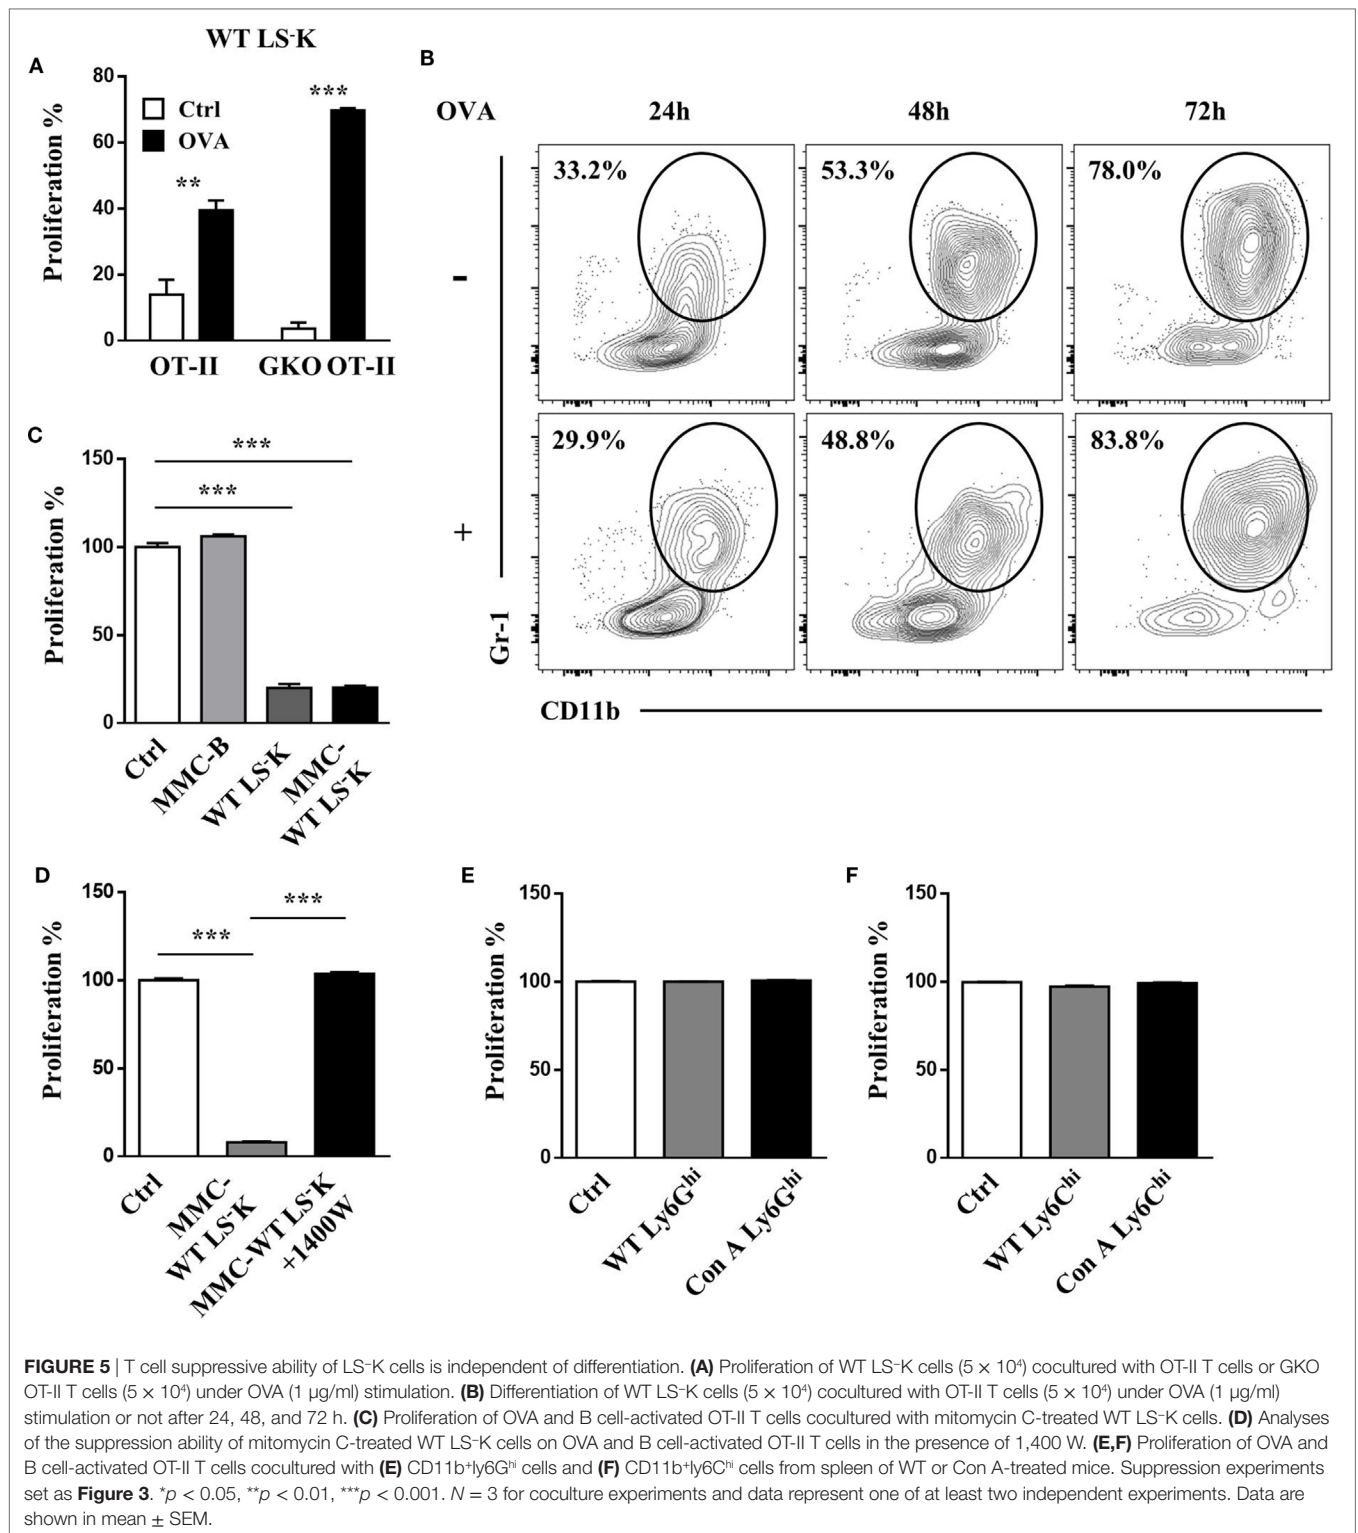 WT LS⁻K
A
80
60
40
20
0
Proliferation %
Ctrl
OVA
**
***
OT-II
GKO OT-II
B
OVA
24h
48h
72h
-
33.2%
53.3%
78.0%
+
29.9%
48.8%
83.8%
Gr-1
CD11b
C
150
100
50
0
Proliferation %
***
***
Ctrl
MMC-B
WT LS⁻K
MMC-
WT LS⁻K
D
150
100
50
0
Proliferation %
***
***
Ctrl
MMC-
WT LS⁻K
MMC-WT LS⁻K
+1400W
E
150
100
50
0
Proliferation %
Ctrl
WT Ly6Gʰⁱ
Con A Ly6Gʰⁱ
F
150
100
50
0
Proliferation %
Ctrl
WT Ly6Cʰⁱ
Con A Ly6Cʰⁱ
FIGURE 5 | T cell suppressive ability of LS⁻K cells is independent of differentiation. (A) Proliferation of WT LS⁻K cells (5 × 10⁴) cocultured with OT-II T cells or GKO
OT-II T cells (5 × 10⁴) under OVA (1 µg/ml) stimulation. (B) Differentiation of WT LS⁻K cells (5 × 10⁴) cocultured with OT-II T cells (5 × 10⁴) under OVA (1 µg/ml)
stimulation or not after 24, 48, and 72 h. (C) Proliferation of OVA and B cell-activated OT-II T cells cocultured with mitomycin C-treated WT LS⁻K cells. (D) Analyses
of the suppression ability of mitomycin C-treated WT LS⁻K cells on OVA and B cell-activated OT-II T cells in the presence of 1,400 W. (E,F) Proliferation of OVA and
B cell-activated OT-II T cells cocultured with (E) CD11b⁺ly6Gʰⁱ cells and (F) CD11b⁺ly6Cʰⁱ cells from spleen of WT or Con A-treated mice. Suppression experiments
set as Figure 3. *p < 0.05, **p < 0.01, ***p < 0.001. N = 3 for coculture experiments and data represent one of at least two independent experiments. Data are
shown in mean ± SEM.